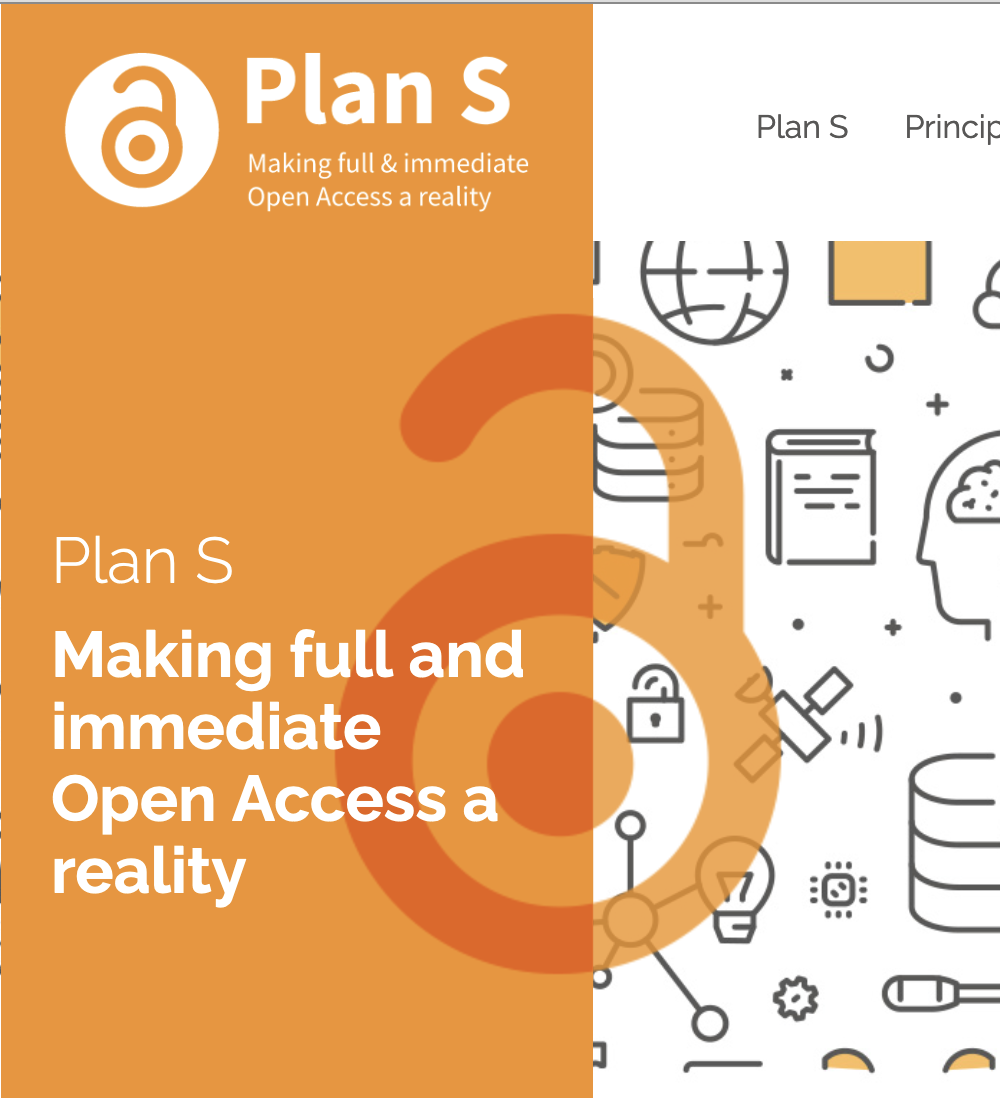 Plan S
Making full & immediate
Open Access a reality
Plan S
Plan S
Making full and
immediate
Open Access a
reality